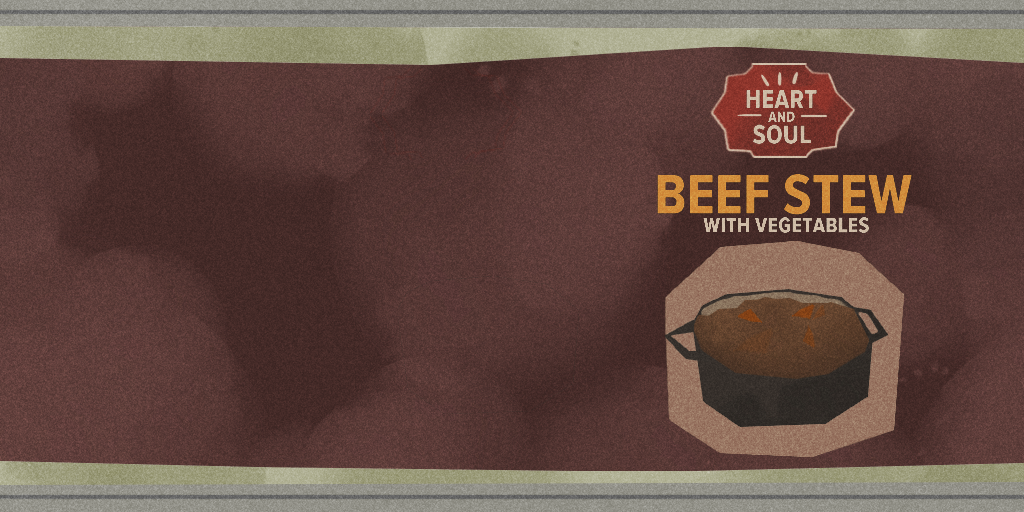 HEART
AND
SOUL
BEEF STEW
WITH VEGETABLES